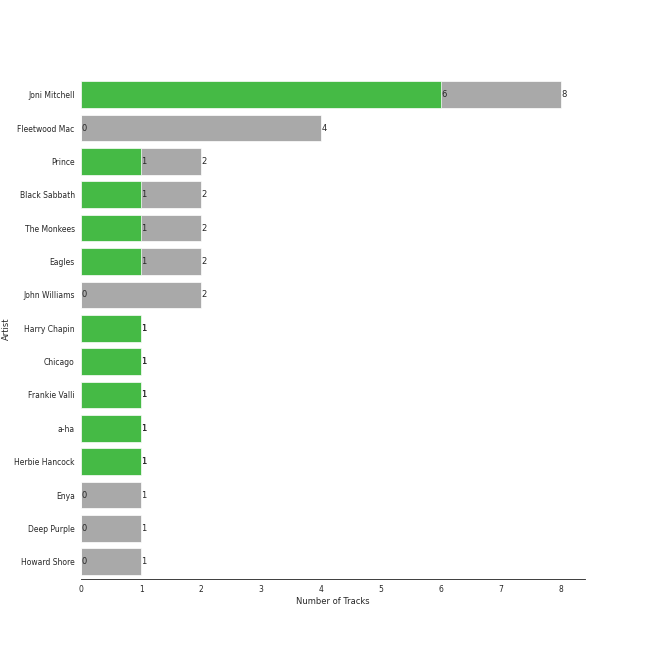 Joni Mitchell 6 8
Fleetwood Mac 0 4
Prince 1 2
Black Sabbath 1 2
The Monkees 1 2
Eagles 1 2
John Williams 0 2
Harry Chapin 1
Chicago 1
Frankie Valli 1
a-ha 1
Herbie Hancock 1
Enya 0 1
Deep Purple 0 1
Howard Shore 0 1
Artist
0 1 2 3 4 5 6 7 8
Number of Tracks